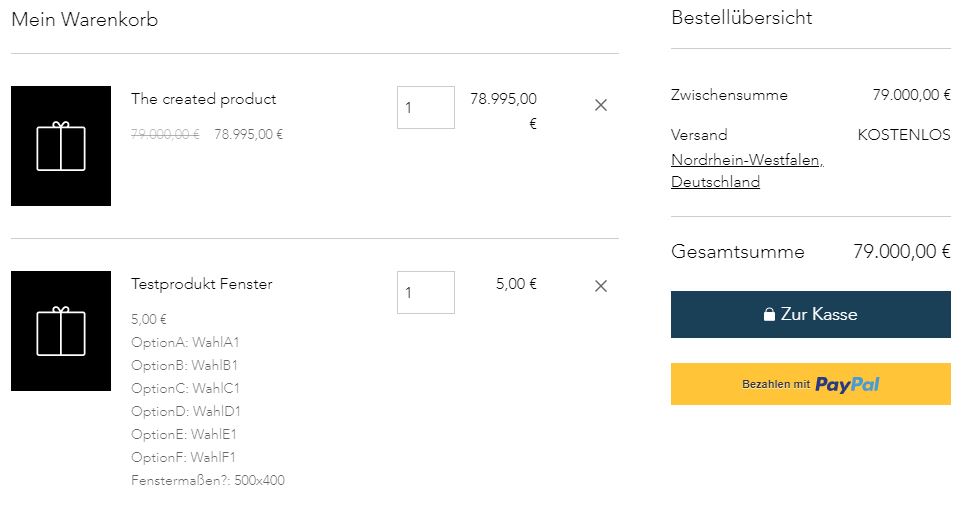 Mein Warenkorb
The created product
79.000,00 € 78.995,00 €
1
78.995,00
€
Testprodukt Fenster
5,00 €
OptionA: WahlA1
OptionB: WahlB1
OptionC: WahlC1
OptionD: WahlD1
OptionE: WahlE1
OptionF: WahlF1
Fenstermaßen?: 500x400
1
5,00 €
Bestellübersicht
Zwischensumme 79.000,00 €
Versand KOSTENLOS
Nordrhein-Westfalen,
Deutschland
Gesamtsumme 79.000,00 €
Zur Kasse
Bezahlen mit PayPal